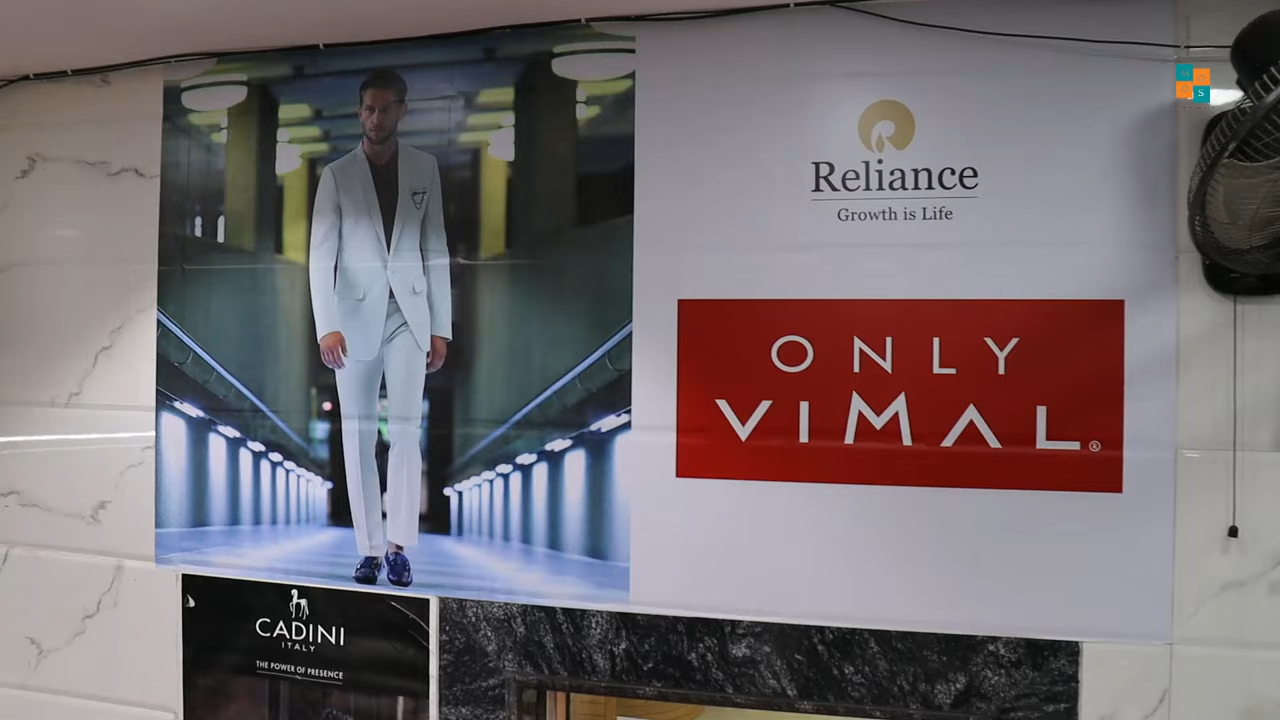 Reliance
Growth is Life
ONLY
VIMAL®
CADINI
ITALY
THE POWER OF PRESENCE